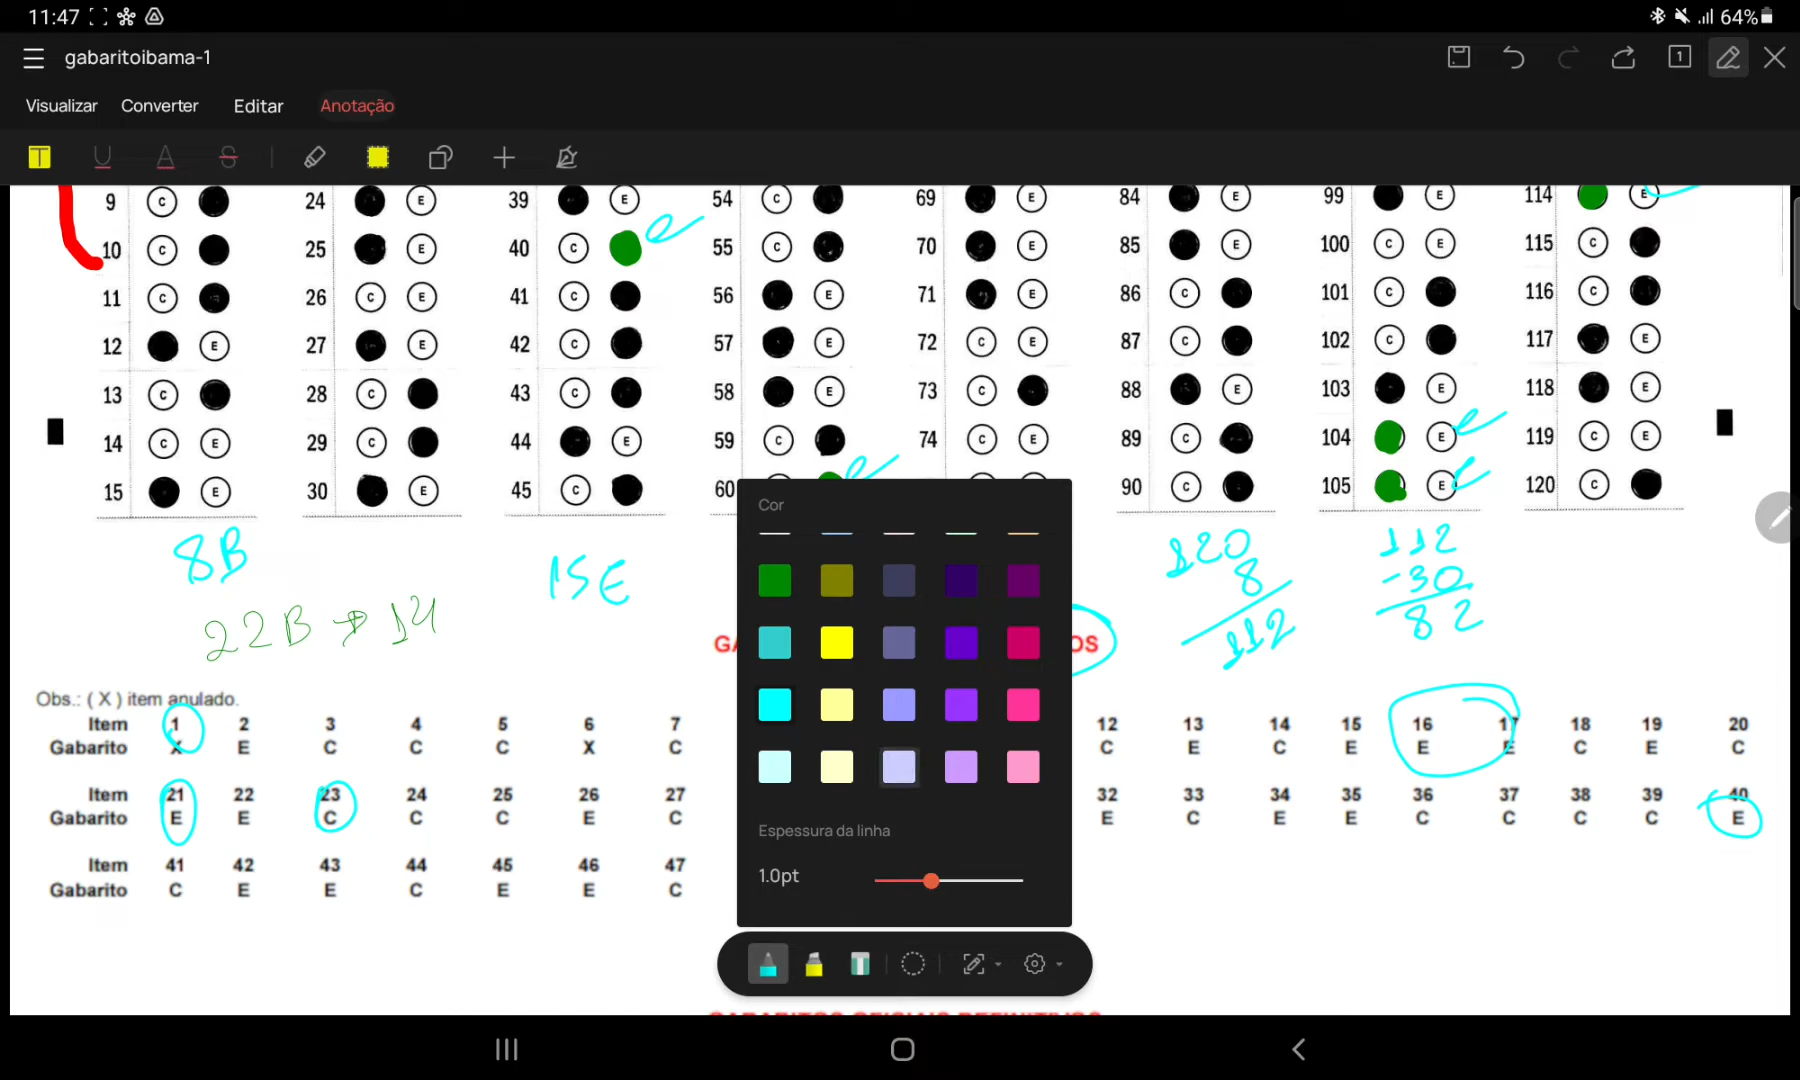 11:47 64%
gabaritoibama-1 1
Visualizar Converter Editar Anotação
T U A S
9 C 24 E 39 E 54 C 69 E 84 E 99 E 114 E
10 C 25 E 40 C e 55 C 70 E 85 E 100 C E 115 C
11 C 26 C E 41 C 56 E 71 E 86 C 101 C 116 C
12 E 27 E 42 C 57 E 72 C E 87 C 102 C 117 E
13 C 28 C 43 C 58 E 73 C 88 E 103 E 118 E
14 C E 29 C 44 E 59 C 74 C E 89 C 104 E 119 C E
15 E 30 E 45 C 60 90 C 105 E 120 C
Cor
8B 15E 120 112
8 -30
112 82
22B → 14
GA OS
Obs.: ( X ) item anulado.
Item 1 2 3 4 5 6 7 12 13 14 15 16 17 18 19 20
Gabarito X E C C C X C C E C E E E C E C
Item 21 22 23 24 25 26 27 32 33 34 35 36 37 38 39 40
Gabarito E E C C C E C E C E E C C C C E
Espessura da linha
Item 41 42 43 44 45 46 47
Gabarito C E E C E E C
1.0pt